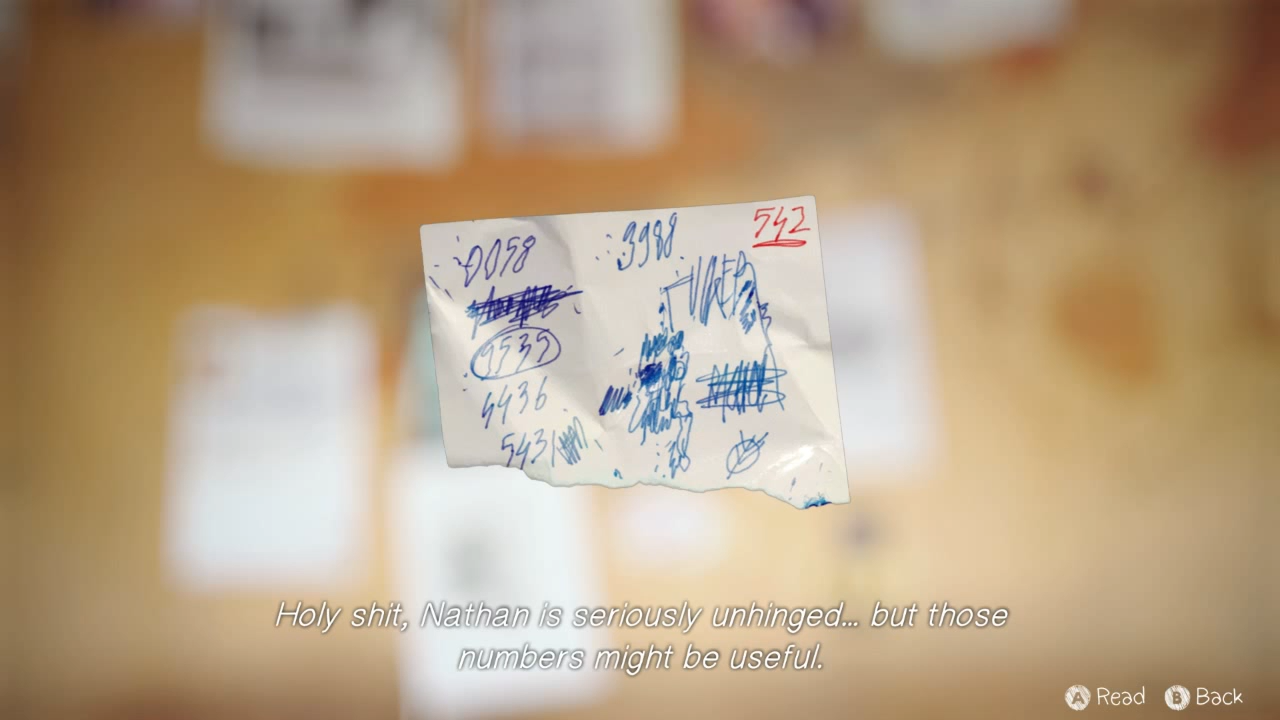 0058
3988
542
9539
4436
543
Holy shit, Nathan is seriously unhinged... but those
numbers might be useful.
A Read B Back